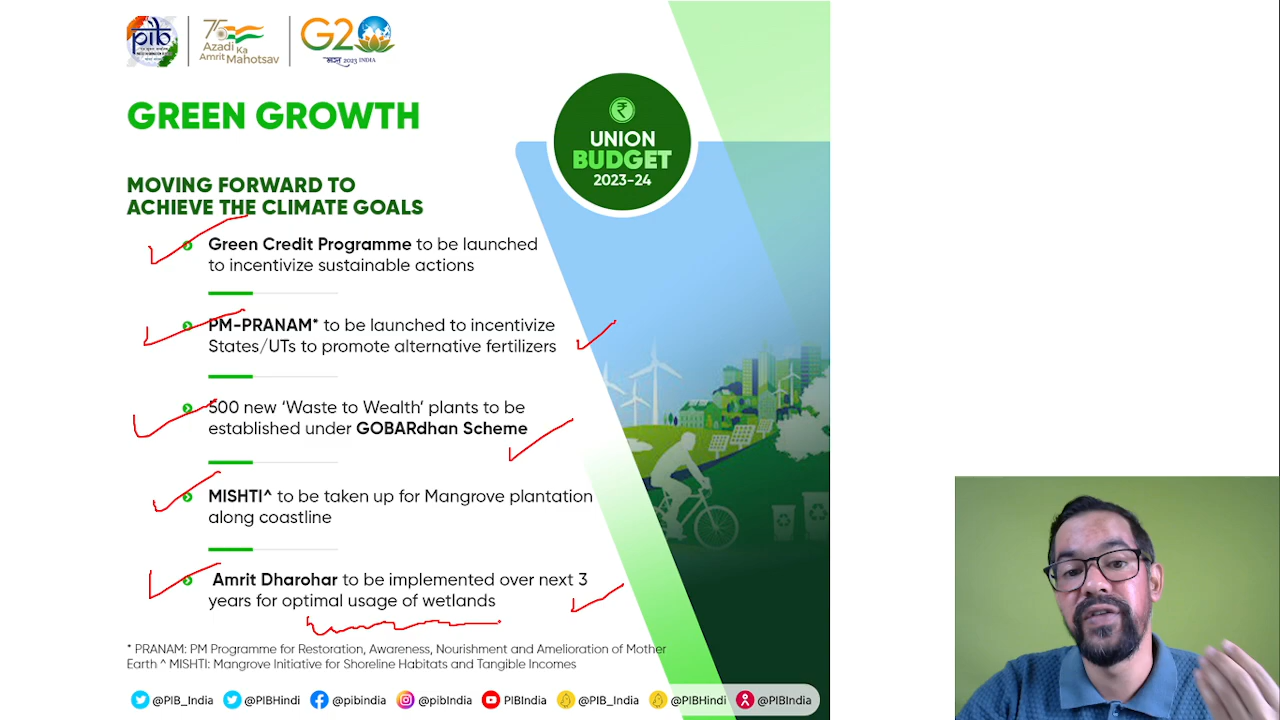 pib
75
Azadi Ka
Amrit Mahotsav
G20
भारत 2023 INDIA
GREEN GROWTH
UNION
BUDGET
2023-24
MOVING FORWARD TO
ACHIEVE THE CLIMATE GOALS
Green Credit Programme to be launched
to incentivize sustainable actions
PM-PRANAM* to be launched to incentivize
States/UTs to promote alternative fertilizers
500 new ‘Waste to Wealth’ plants to be
established under GOBARdhan Scheme
MISHTI^ to be taken up for Mangrove plantation
along coastline
Amrit Dharohar to be implemented over next 3
years for optimal usage of wetlands
* PRANAM: PM Programme for Restoration, Awareness, Nourishment and Amelioration of Mother
Earth ^ MISHTI: Mangrove Initiative for Shoreline Habitats and Tangible Incomes
@PIB_India @PIBHindi @pibindia @pibIndia PIBIndia @PIB_India @PIBHindi @PIBIndia